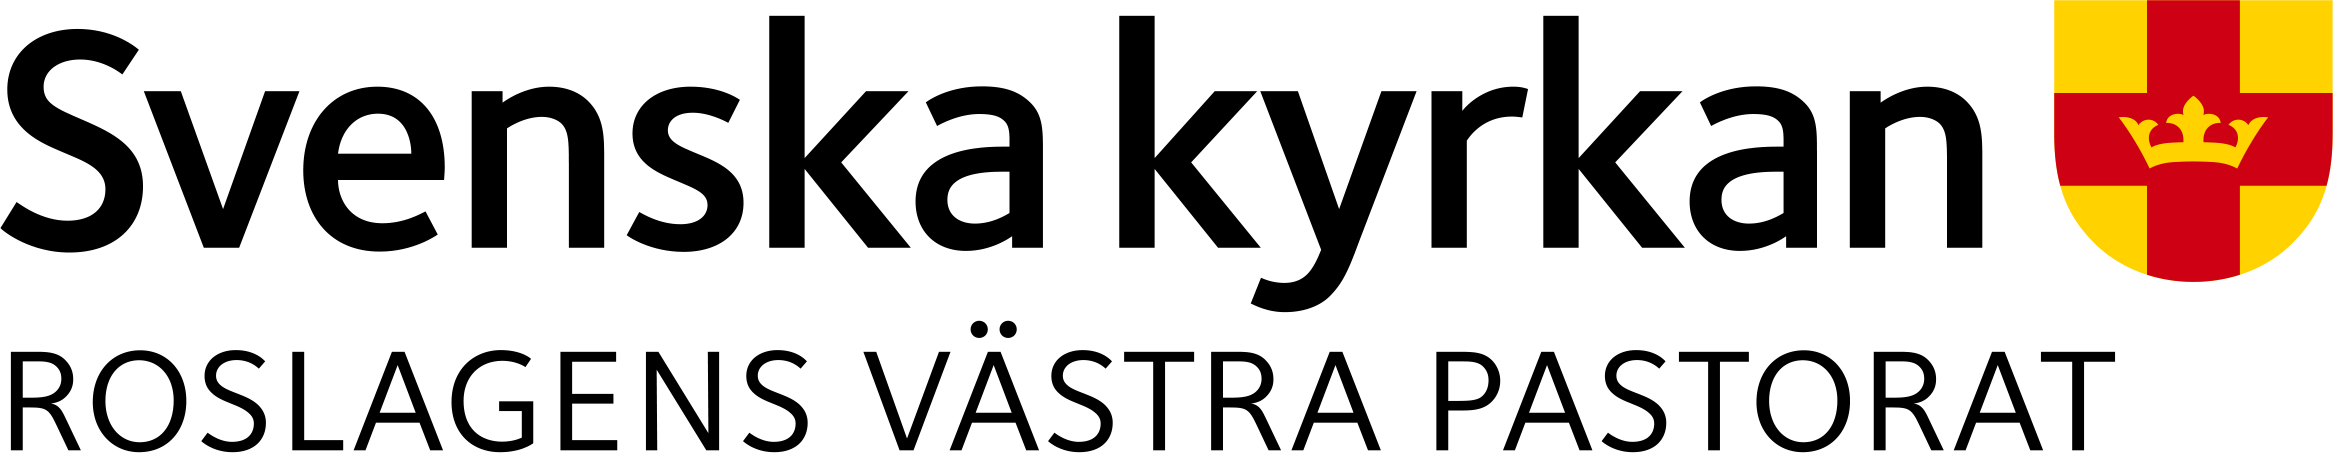 Svenska kyrkan
ROSLAGENS VÄSTRA PASTORAT